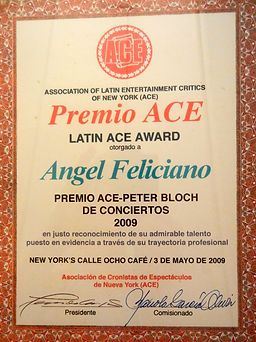 ACE
ASSOCIATION OF LATIN ENTERTAINMENT CRITICS
OF NEW YORK (ACE)
Premio ACE
LATIN ACE AWARD
otorgado a
Angel Feliciano
PREMIO ACE-PETER BLOCH
DE CONCIERTOS
2009
en justo reconocimiento de su admirable talento
puesto en evidencia a través de su trayectoria profesional
NEW YORK'S CALLE OCHO CAFÉ / 3 DE MAYO DE 2009
Asociación de Cronistas de Espectáculos
de Nueva York (ACE)
Presidente
Comisionado